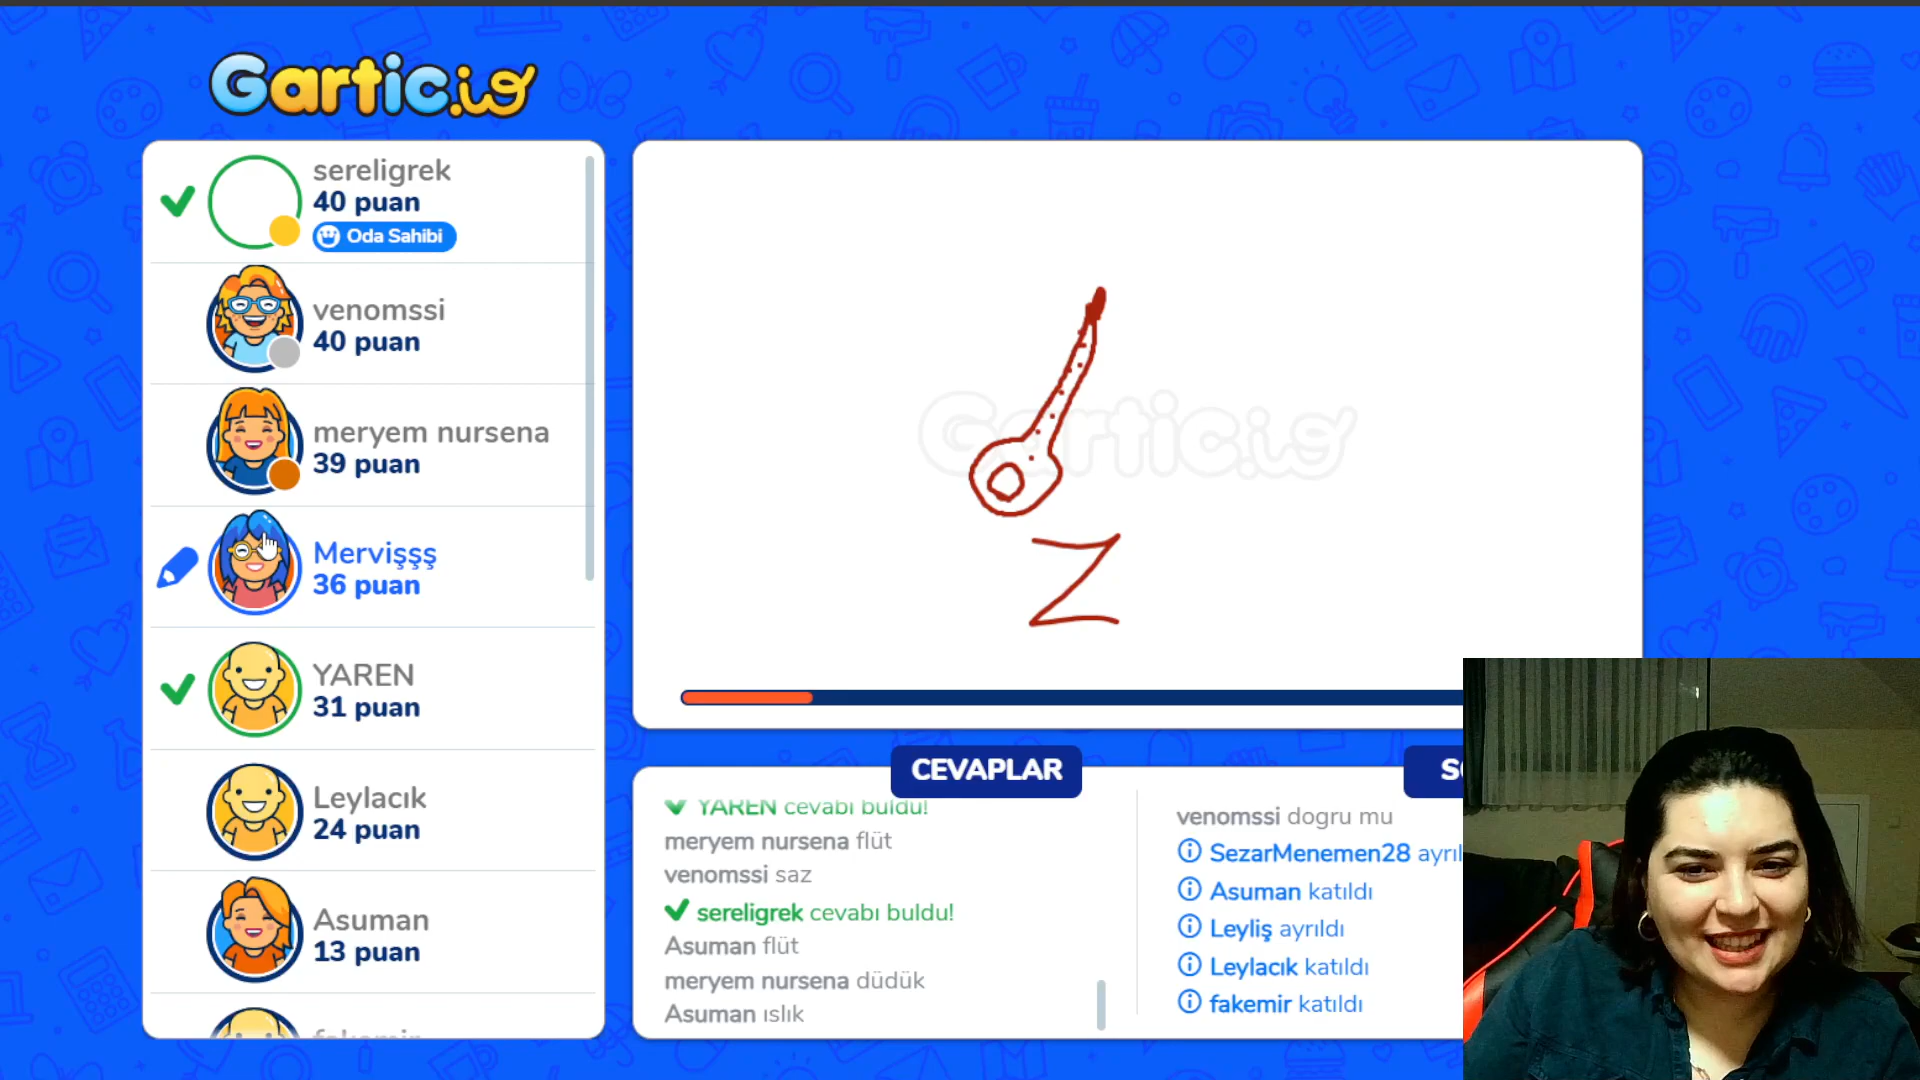 Gartic.io
sereligrek
40 puan
Oda Sahibi
venomssi
40 puan
meryem nursena
39 puan
Mervişşş
36 puan
YAREN
31 puan
Leylacık
24 puan
Asuman
13 puan
fakemir
Gartic.io
Z
CEVAPLAR
YAREN cevabı buldu!
meryem nursena flüt
venomssi saz
sereligrek cevabı buldu!
Asuman flüt
meryem nursena düdük
Asuman ıslık
venomssi dogru mu
SezarMenemen28 ayrıl
Asuman katıldı
Leyliş ayrıldı
Leylacık katıldı
fakemir katıldı